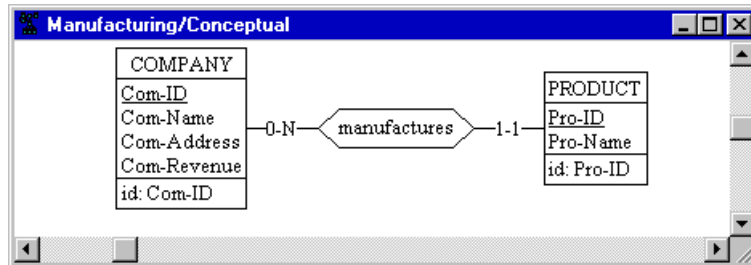 Manufacturing/Conceptual
COMPANY
Com-ID
Com-Name
Com-Address
Com-Revenue
id: Com-ID
0-N
manufactures
1-1
PRODUCT
Pro-ID
Pro-Name
id: Pro-ID